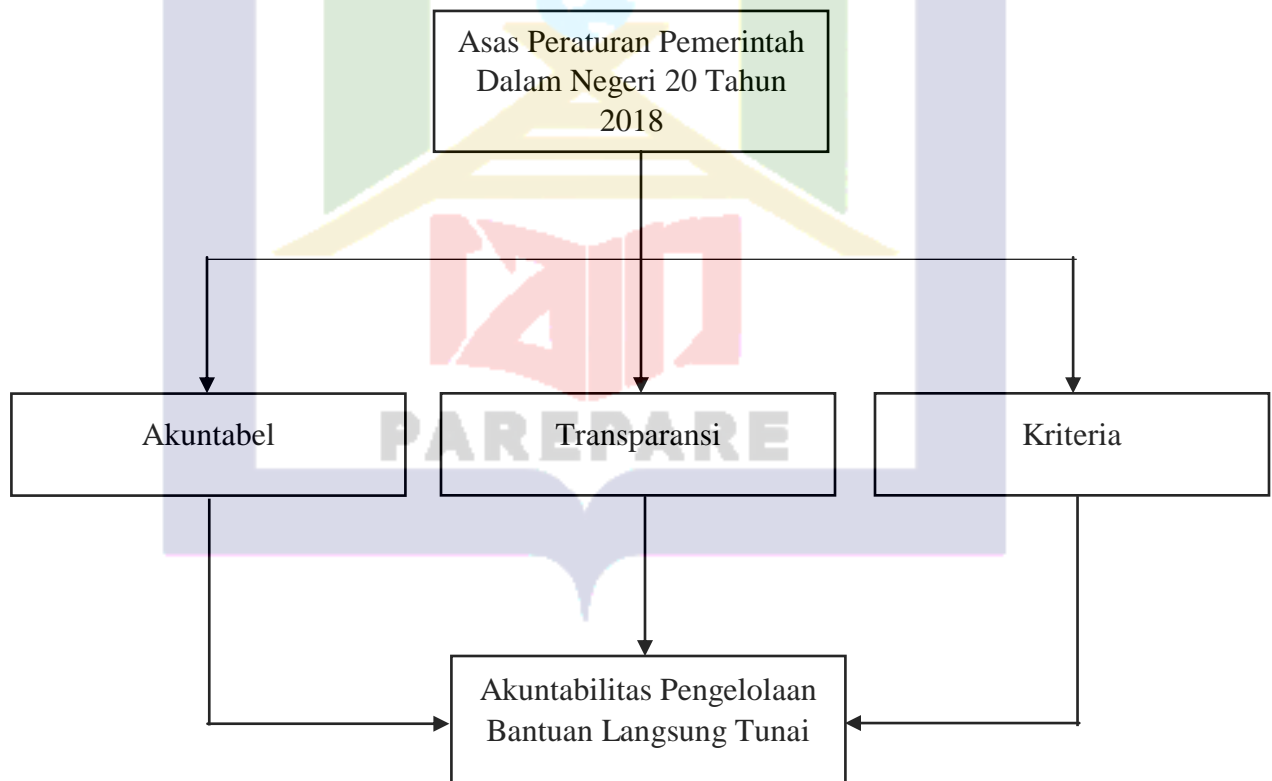 Asas Peraturan Pemerintah
Dalam Negeri 20 Tahun
2018
Akuntabel
Transparansi
Kriteria
PAREPARE
Akuntabilitas Pengelolaan
Bantuan Langsung Tunai